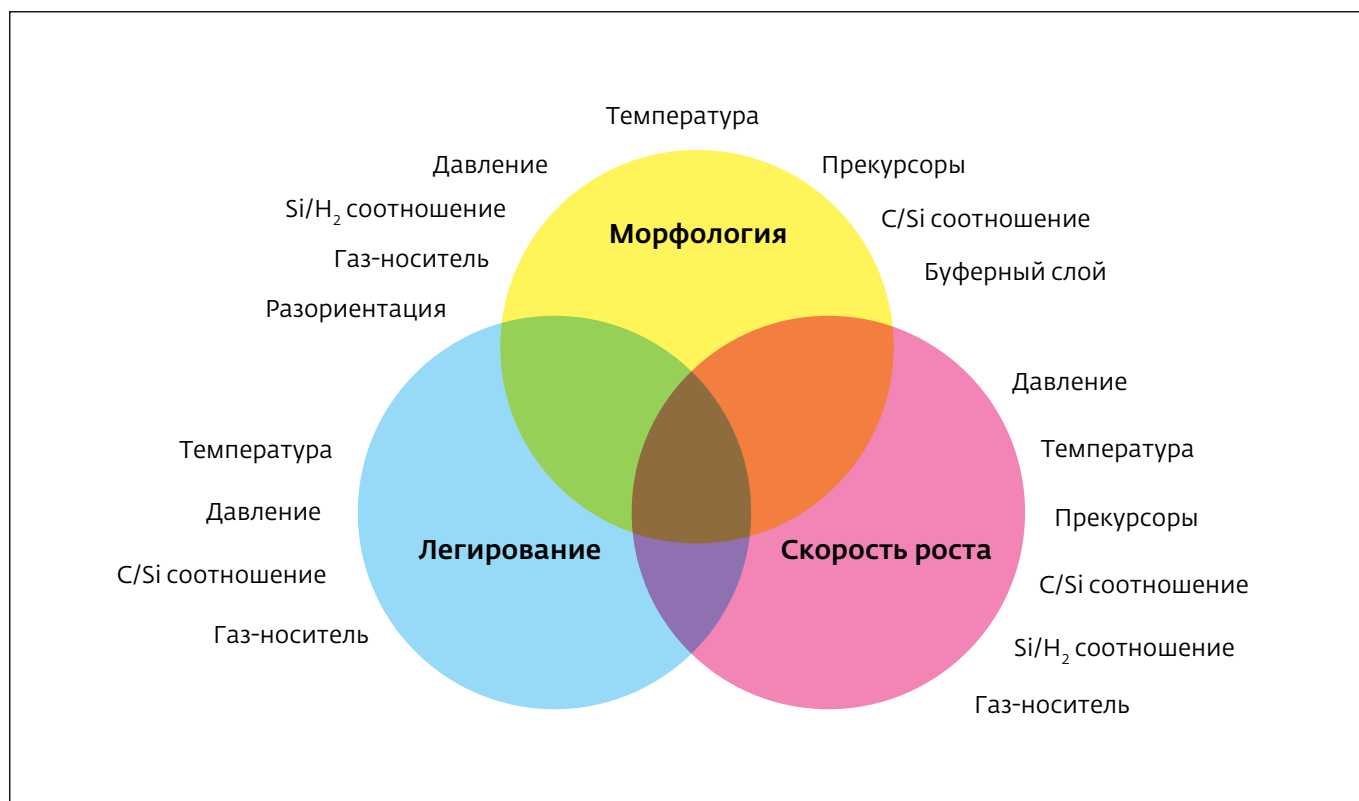 Температура
Давление
Прекурсоры
Si/H₂ соотношение
C/Si соотношение
Морфология
Газ-носитель
Буферный слой
Разориентация
Давление
Температура
Температура
Давление
Прекурсоры
Легирование
Скорость роста
C/Si соотношение
C/Si соотношение
Газ-носитель
Si/H₂ соотношение
Газ-носитель